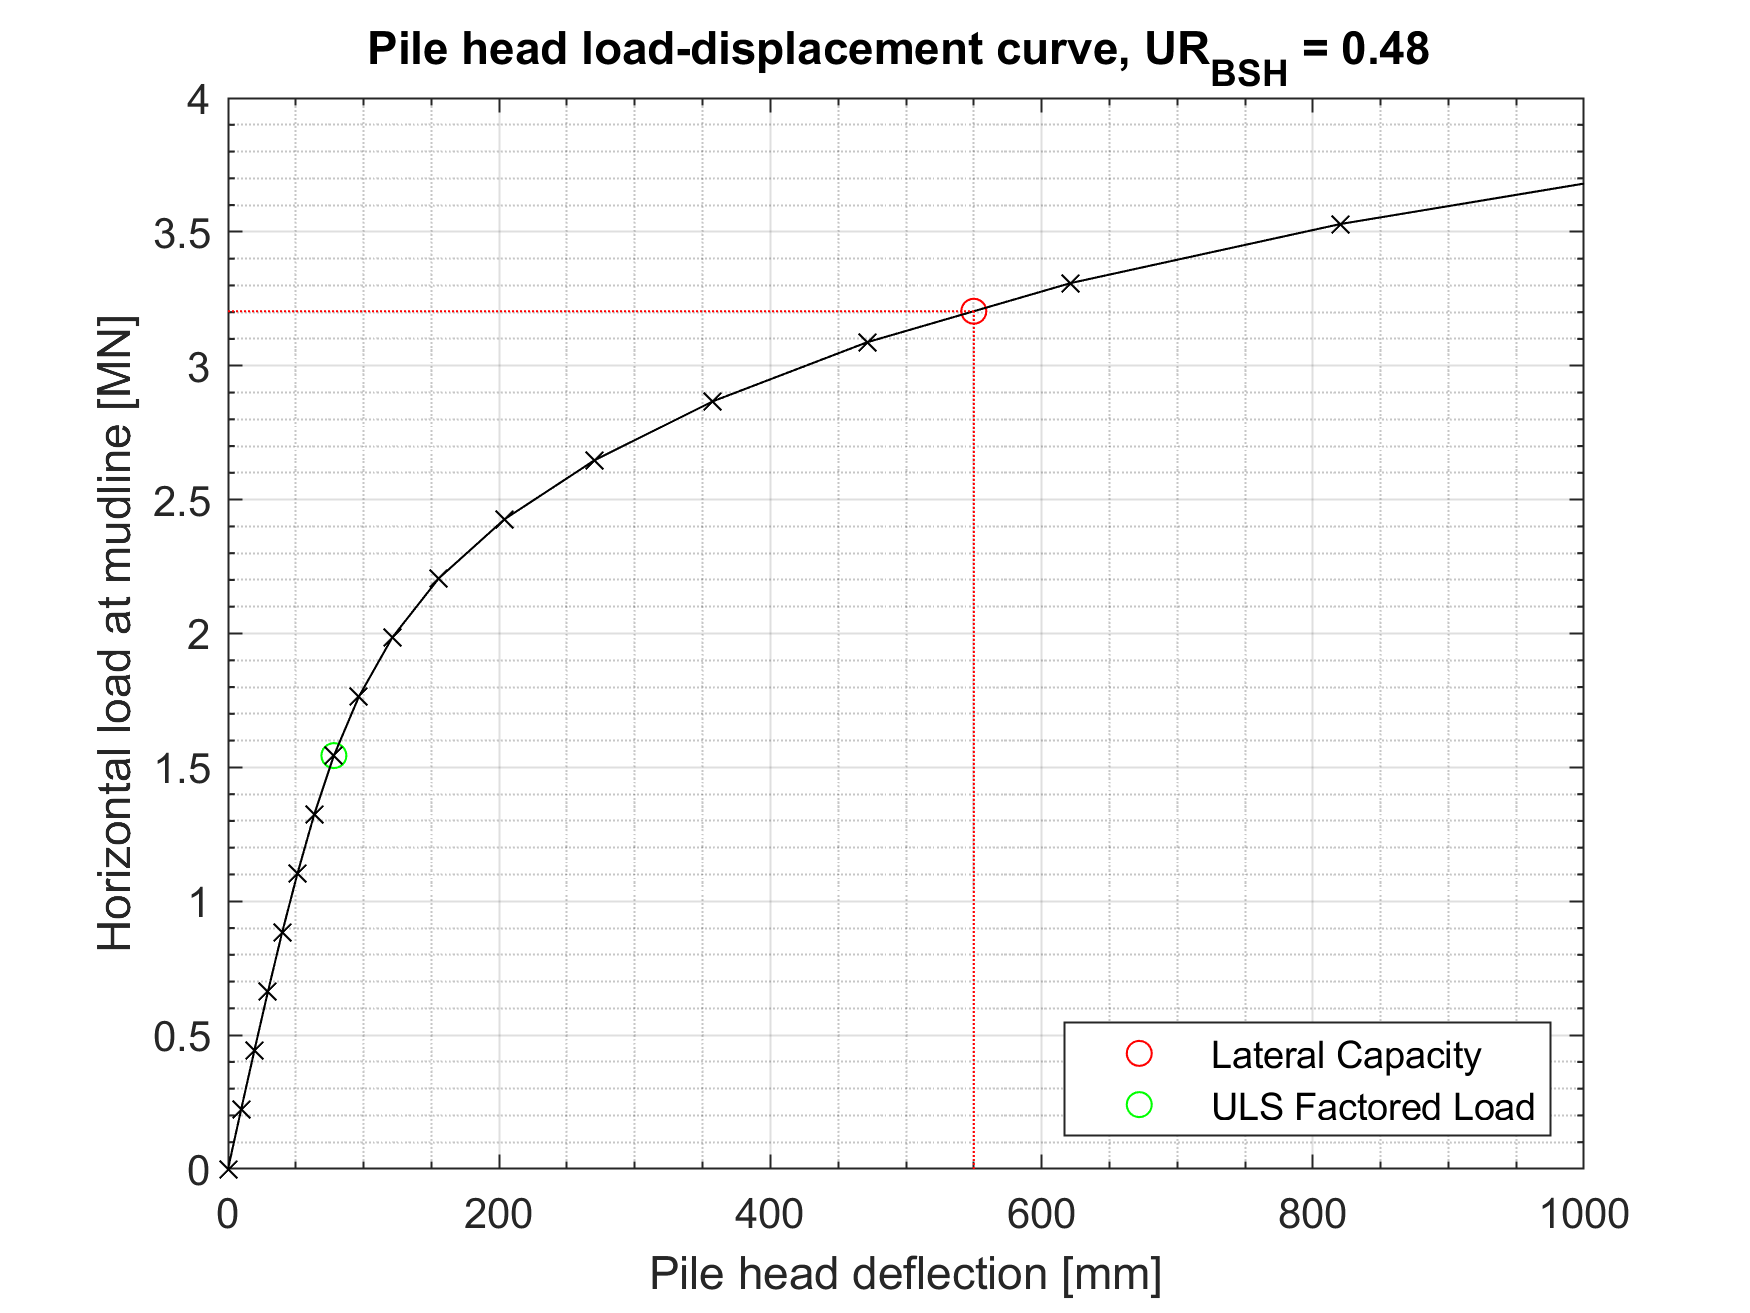 Pile head load-displacement curve, UR_BSH = 0.48
Horizontal load at mudline [MN]
4
3.5
3
2.5
2
1.5
1
0.5
0
0 200 400 600 800 1000
Pile head deflection [mm]
Lateral Capacity
ULS Factored Load